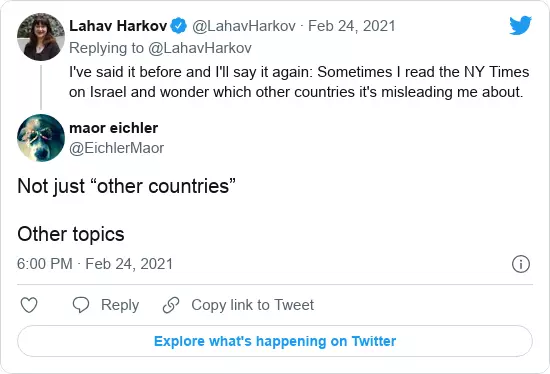 Lahav Harkov @LahavHarkov · Feb 24, 2021
Replying to @LahavHarkov
I've said it before and I'll say it again: Sometimes I read the NY Times
on Israel and wonder which other countries it's misleading me about.
maor eichler
@EichlerMaor
Not just “other countries”
Other topics
6:00 PM · Feb 24, 2021
Reply
Copy link to Tweet
Explore what's happening on Twitter